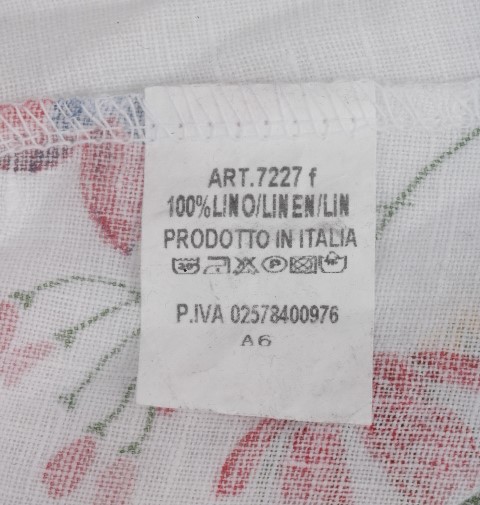 ART.7227 f
100%LINO/LINEN/LIN
PRODOTTO IN ITALIA
P.IVA 02578400976
A6